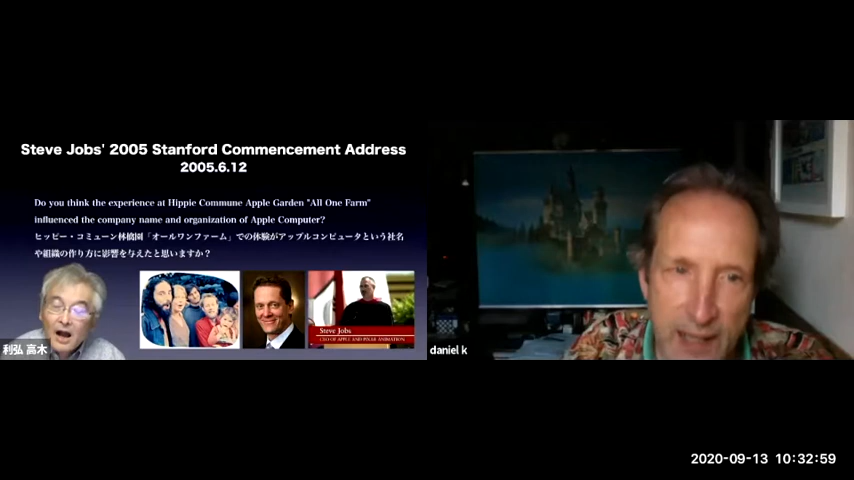 Steve Jobs' 2005 Stanford Commencement Address
2005.6.12
Do you think the experience at Hippie Commune Apple Garden "All One Farm"
influenced the company name and organization of Apple Computer?
ヒッピー・コミューン林檎園「オールワンファーム」での体験がアップルコンピュータという社名
や組織の作り方に影響を与えたと思いますか？
Steve Jobs
CEO OF APPLE AND PIXAR ANIMATION
利弘 高木
daniel k
2020-09-13 10:32:59